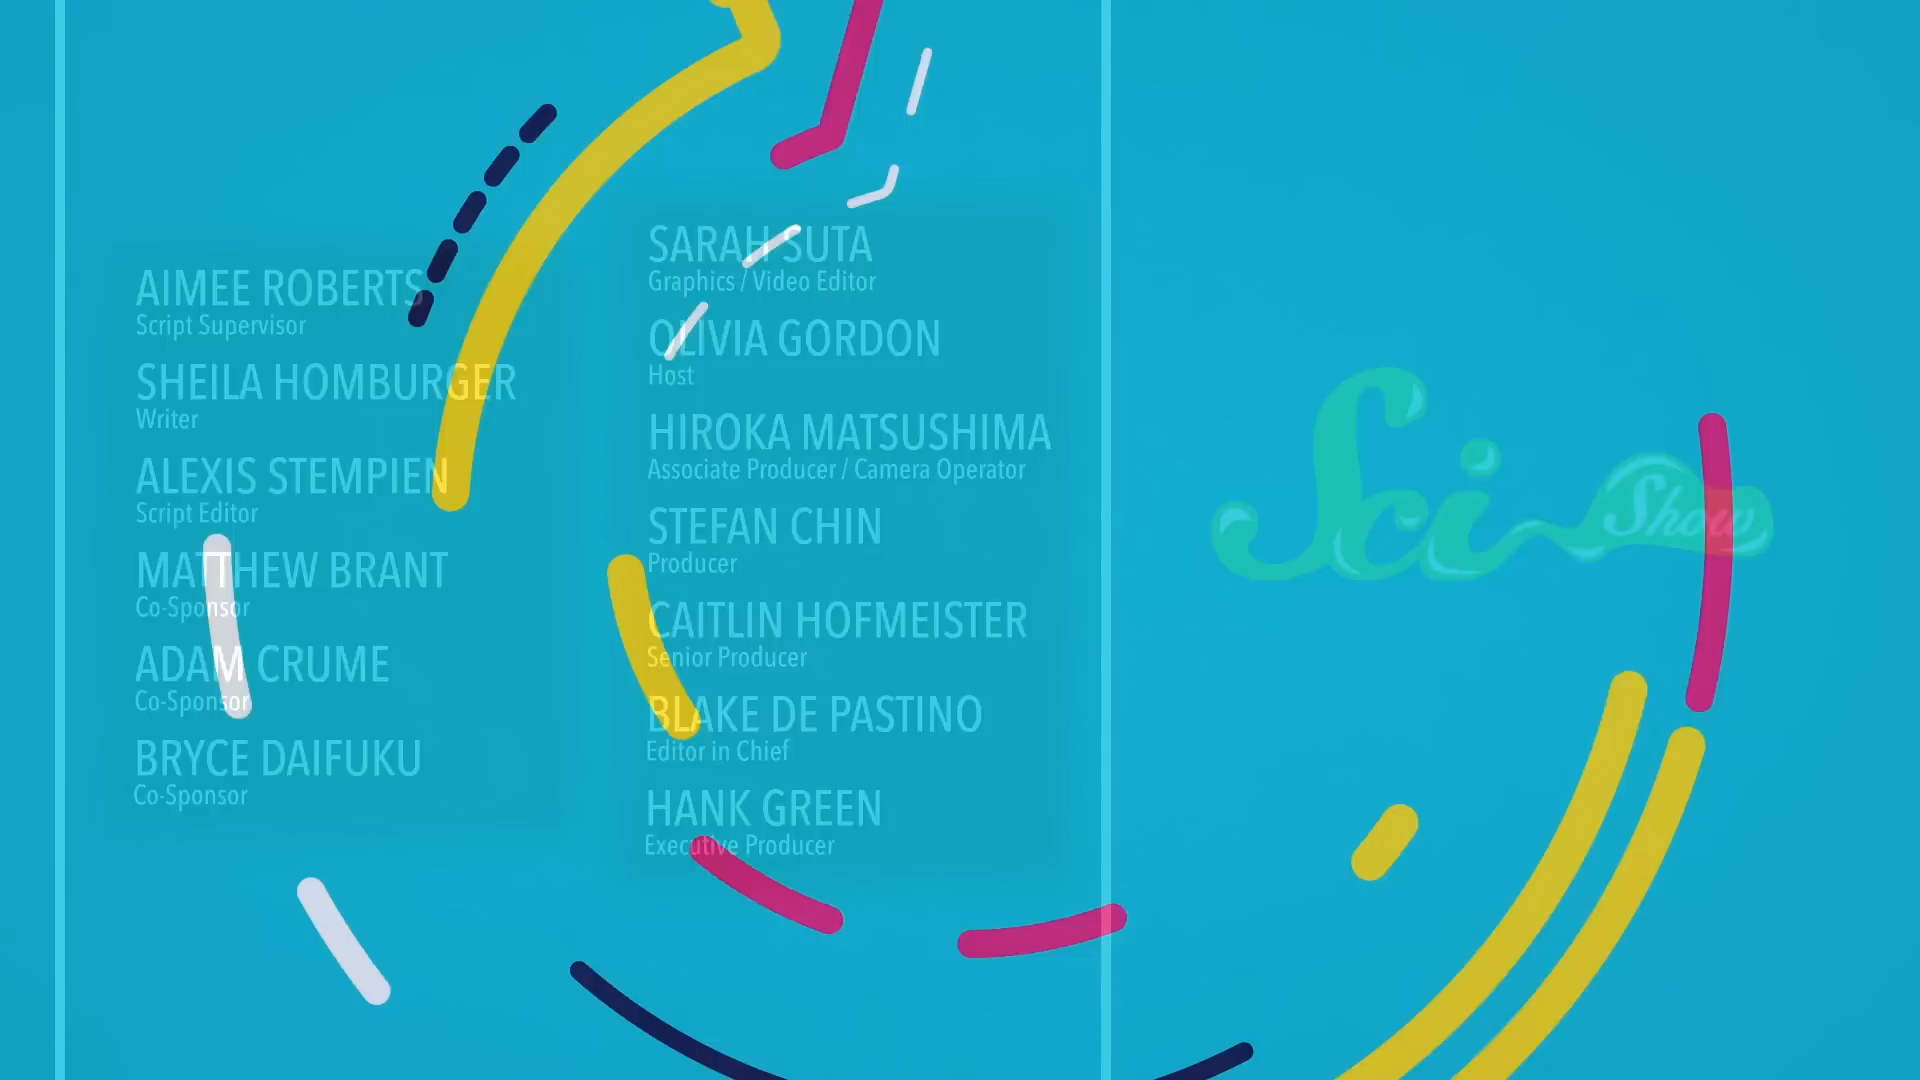 AIMEE ROBERTS
Script Supervisor
SHEILA HOMBURGER
Writer
ALEXIS STEMPIEN
Script Editor
MATTHEW BRANT
Co-Sponsor
ADAM CRUME
Co-Sponsor
BRYCE DAIFUKU
Co-Sponsor
SARAH SUTA
Graphics / Video Editor
OLIVIA GORDON
Host
HIROKA MATSUSHIMA
Associate Producer / Camera Operator
STEFAN CHIN
Producer
CAITLIN HOFMEISTER
Senior Producer
BLAKE DE PASTINO
Editor in Chief
HANK GREEN
Executive Producer
Sci Show